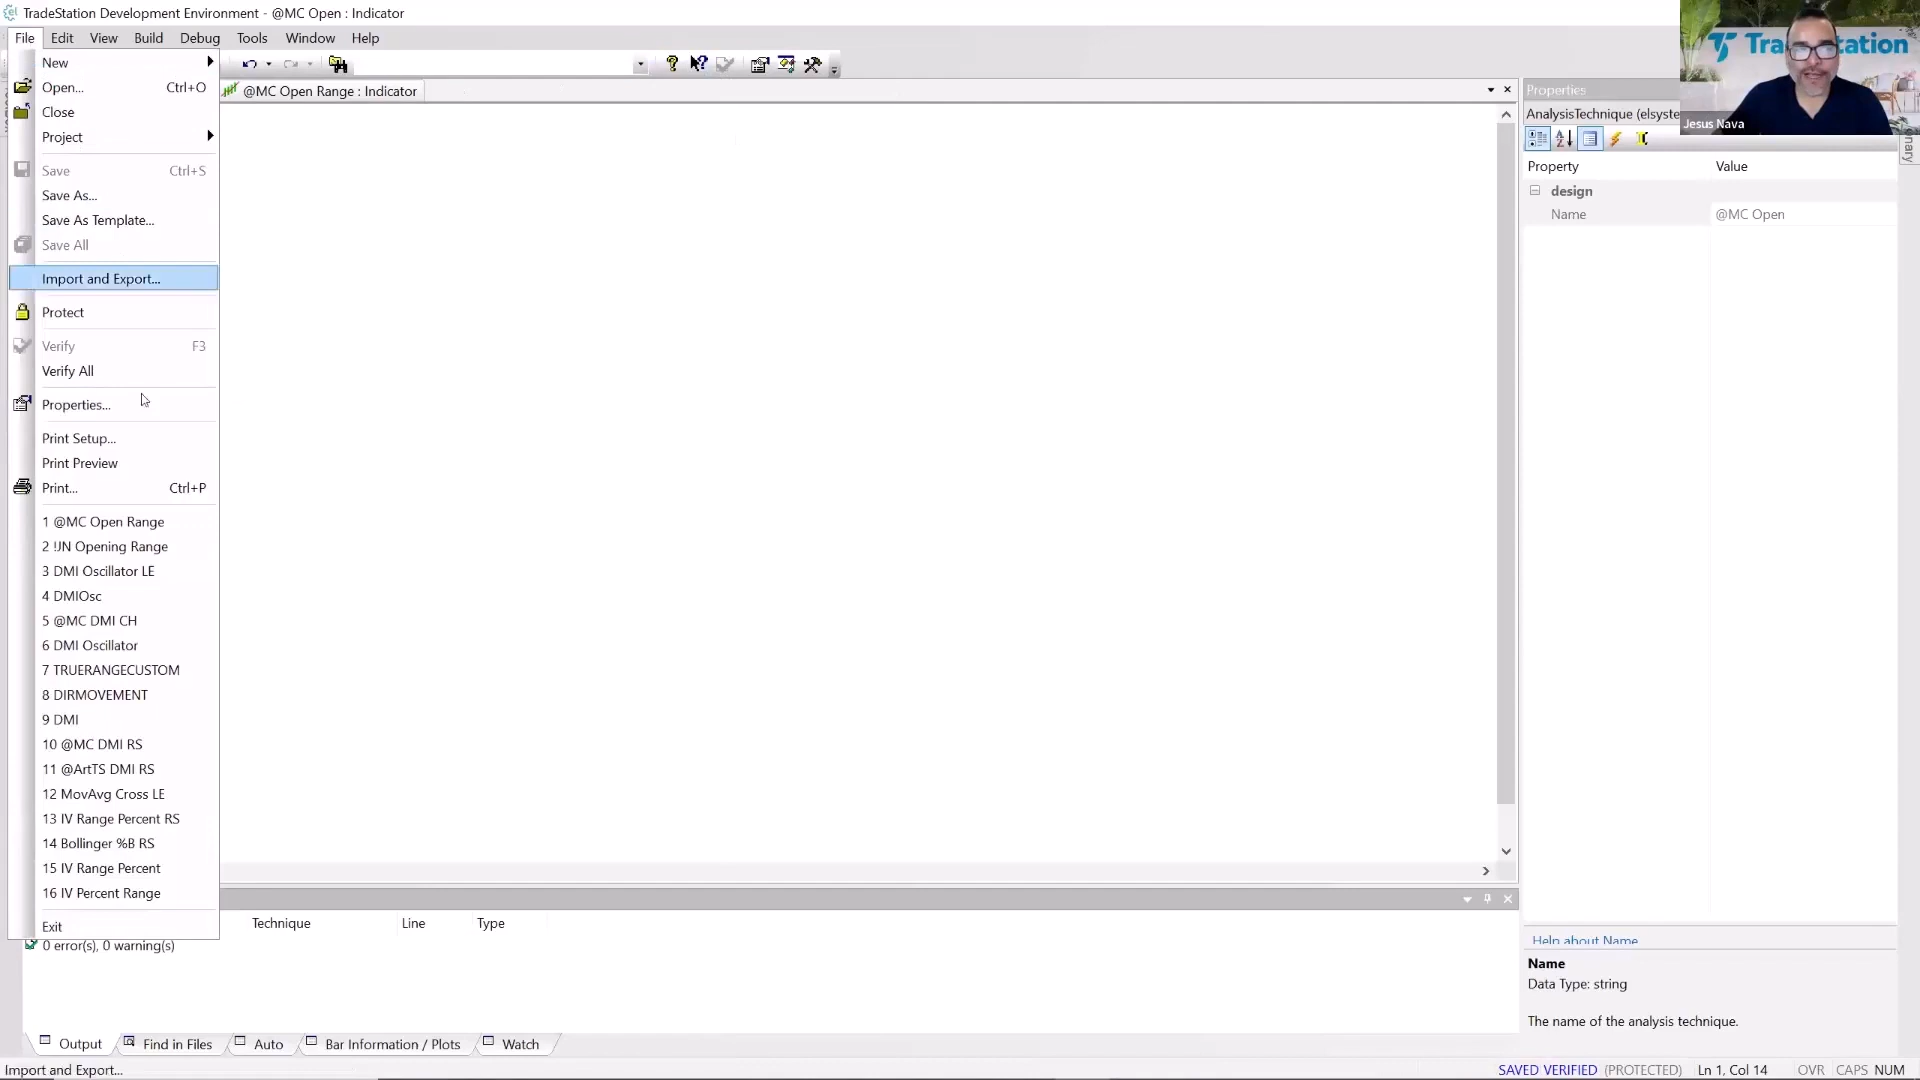 TradeStation Development Environment - @MC Open : Indicator
File Edit View Build Debug Tools Window Help
New
Open... Ctrl+O
Close
Project
Save Ctrl+S
Save As...
Save As Template...
Save All
Import and Export...
Protect
Verify F3
Verify All
Properties...
Print Setup...
Print Preview
Print... Ctrl+P
1 @MC Open Range
2 !JN Opening Range
3 DMI Oscillator LE
4 DMIOsc
5 @MC DMI CH
6 DMI Oscillator
7 TRUERANGECUSTOM
8 DIRMOVEMENT
9 DMI
10 @MC DMI RS
11 @ArtTS DMI RS
12 MovAvg Cross LE
13 IV Range Percent RS
14 Bollinger %B RS
15 IV Range Percent
16 IV Percent Range
Exit
@MC Open Range : Indicator
Properties
AnalysisTechnique (elsyste
Jesus Nava
Property Value
design
Name @MC Open
Help about Name
Name
Data Type: string
The name of the analysis technique.
Technique Line Type
0 error(s), 0 warning(s)
Output Find in Files Auto Bar Information / Plots Watch
Import and Export... SAVED VERIFIED (PROTECTED) Ln 1, Col 14 OVR CAPS NUM